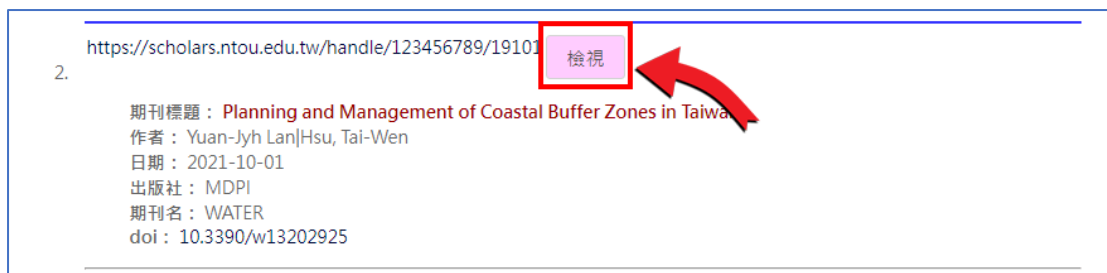 https://scholars.ntou.edu.tw/handle/123456789/19101 檢視
2.
期刊標題： Planning and Management of Coastal Buffer Zones in
作者： Yuan-Jyh Lan|Hsu, Tai-Wen
日期： 2021-10-01
出版社： MDPI
期刊名： WATER
doi： 10.3390/w13202925